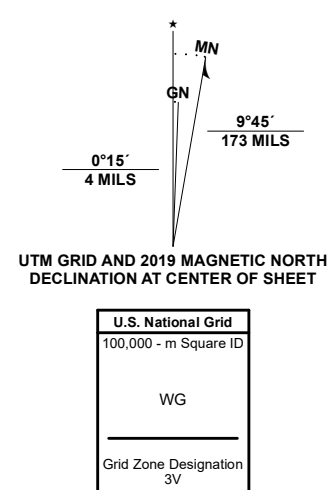 MN
GN
9°45´
173 MILS
0°15´
4 MILS
UTM GRID AND 2019 MAGNETIC NORTH
DECLINATION AT CENTER OF SHEET
U.S. National Grid
100,000 - m Square ID
WG
Grid Zone Designation
3V